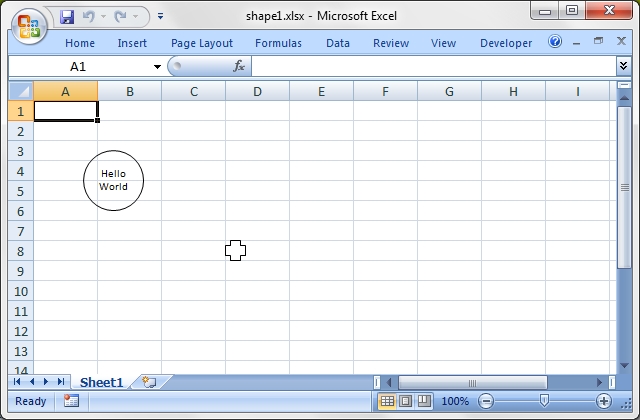 shape1.xlsx - Microsoft Excel
Home Insert Page Layout Formulas Data Review View Developer
A1 fx
A B C D E F G H I
1
2
3
4
5
6
7
8
9
10
11
12
13
14
Hello
World
Sheet1
Ready 100%